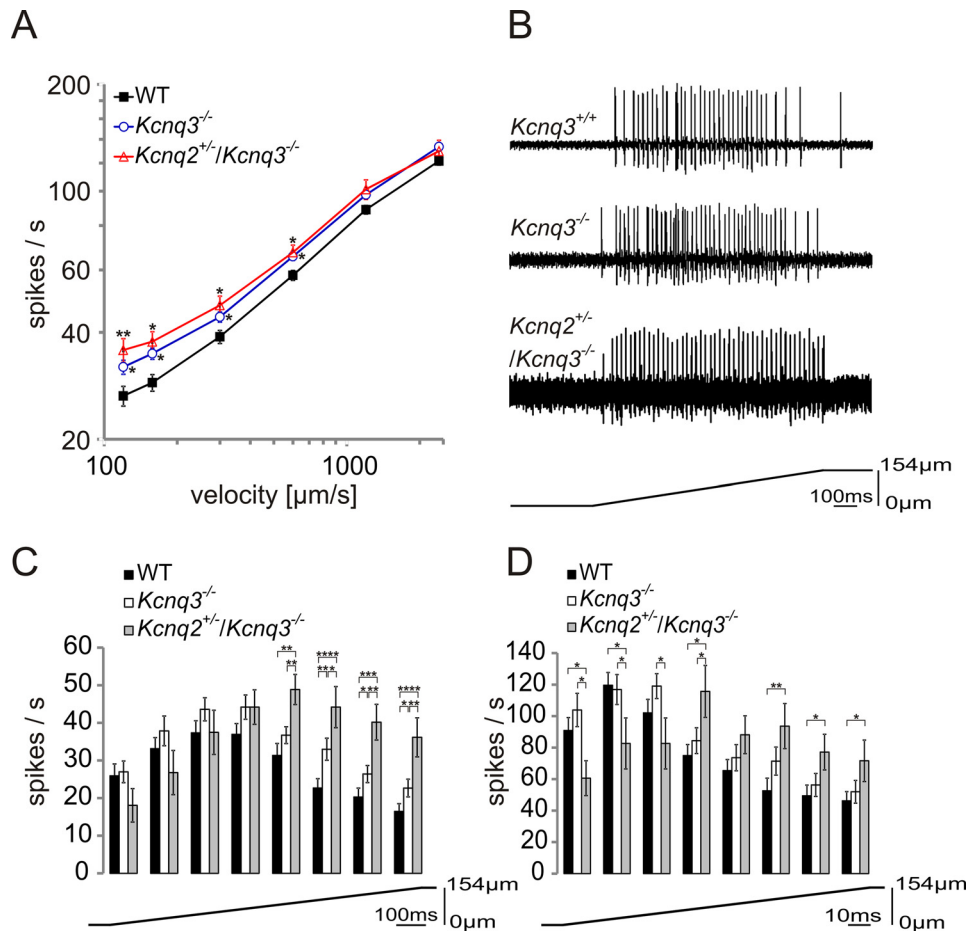 A
200
100
60
40
20
spikes / s
WT
Kcnq3-/-
Kcnq2+/-/Kcnq3-/-
**
*
*
*
*
*
*
*
100
1000
velocity [µm/s]
B
Kcnq3+/+
Kcnq3-/-
Kcnq2+/-
/Kcnq3-/-
154µm
100ms
0µm
C
WT
Kcnq3-/-
Kcnq2+/-/Kcnq3-/-
60
50
40
30
20
10
0
spikes / s
** **** *** ****
** *** * * ** * **
154µm
100ms
0µm
D
WT
Kcnq3-/-
Kcnq2+/-/Kcnq3-/-
140
120
100
80
60
40
20
0
spikes / s
* * * * ** * *
* * *
154µm
10ms
0µm